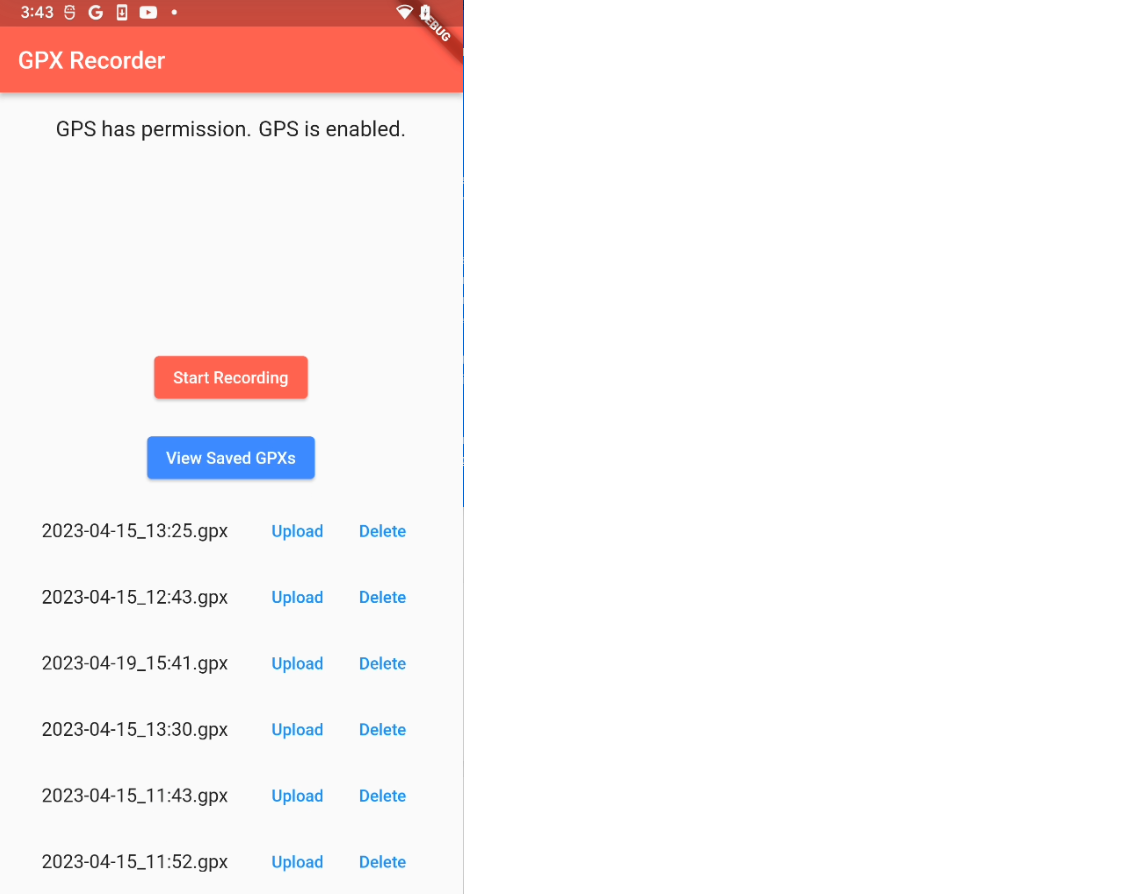 3:43
DEBUG
GPX Recorder
GPS has permission. GPS is enabled.
Start Recording
View Saved GPXs
2023-04-15_13:25.gpx Upload Delete
2023-04-15_12:43.gpx Upload Delete
2023-04-19_15:41.gpx Upload Delete
2023-04-15_13:30.gpx Upload Delete
2023-04-15_11:43.gpx Upload Delete
2023-04-15_11:52.gpx Upload Delete